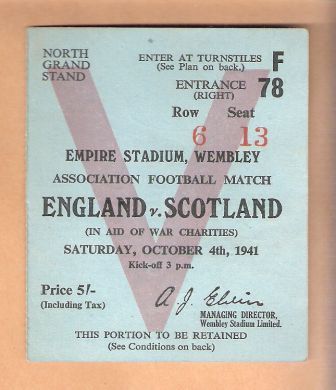 NORTH
GRAND
STAND
ENTER AT TURNSTILES F
(See Plan on back.)
ENTRANCE 78
(RIGHT)
Row Seat
6 13
EMPIRE STADIUM, WEMBLEY
ASSOCIATION FOOTBALL MATCH
ENGLAND v. SCOTLAND
(IN AID OF WAR CHARITIES)
SATURDAY, OCTOBER 4th, 1941
Kick-off 3 p.m.
Price 5/-
(Including Tax)
A. J. Elvin
MANAGING DIRECTOR,
Wembley Stadium Limited.
THIS PORTION TO BE RETAINED
(See Conditions on back)